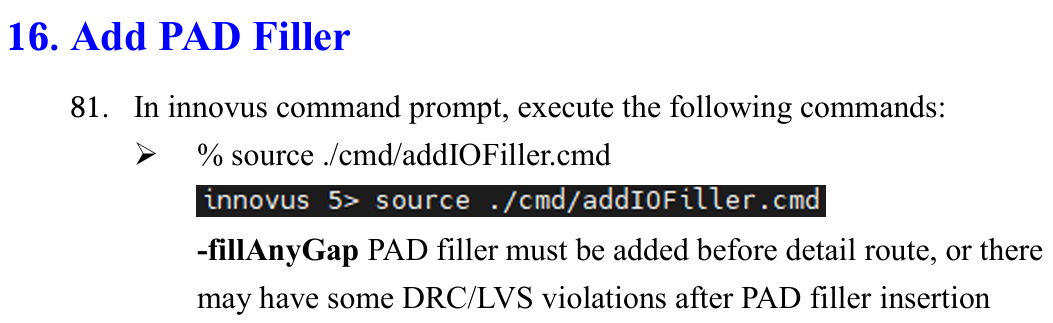 16. Add PAD Filler
81. In innovus command prompt, execute the following commands:
➢ % source ./cmd/addIOFiller.cmd
innovus 5> source ./cmd/addIOFiller.cmd
-fillAnyGap PAD filler must be added before detail route, or there
may have some DRC/LVS violations after PAD filler insertion